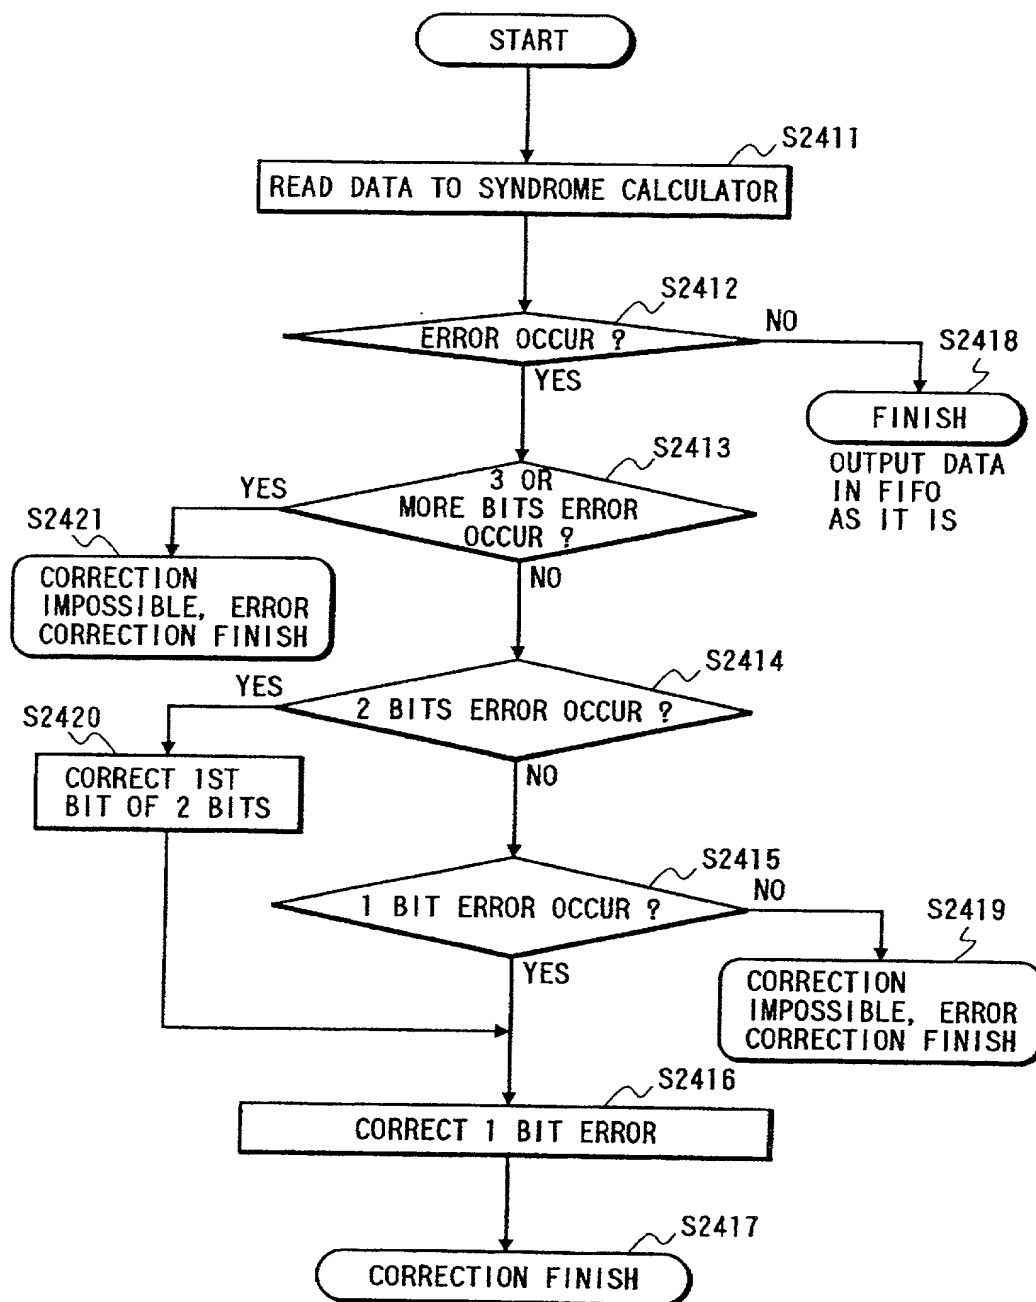 START
S2411
READ DATA TO SYNDROME CALCULATOR
S2412
ERROR OCCUR ?
NO
YES
S2418
FINISH
OUTPUT DATA
IN FIFO
AS IT IS
S2413
3 OR
MORE BITS ERROR
OCCUR ?
YES
NO
S2421
CORRECTION
IMPOSSIBLE, ERROR
CORRECTION FINISH
S2414
2 BITS ERROR OCCUR ?
YES
NO
S2420
CORRECT 1ST
BIT OF 2 BITS
S2415
1 BIT ERROR OCCUR ?
NO
YES
S2419
CORRECTION
IMPOSSIBLE, ERROR
CORRECTION FINISH
S2416
CORRECT 1 BIT ERROR
S2417
CORRECTION FINISH